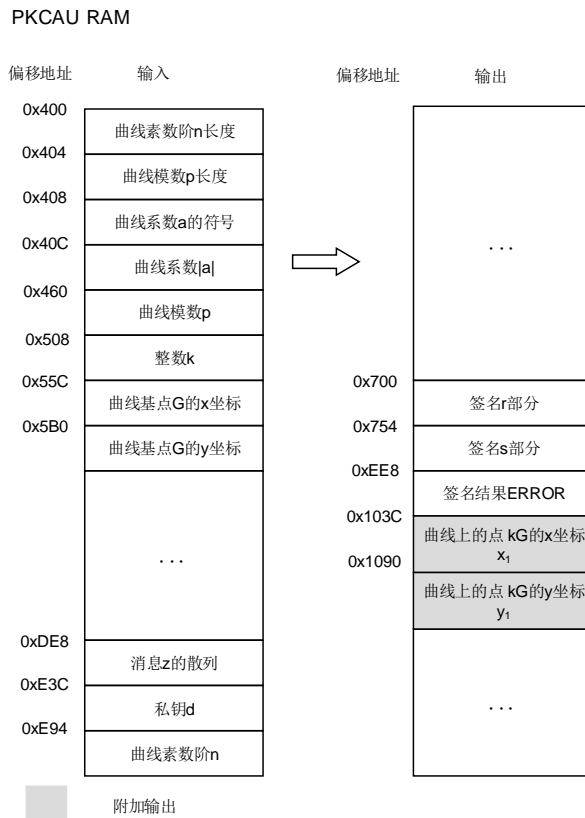 PKCAU RAM
偏移地址
输入
0x400
曲线素数阶n长度
0x404
曲线模数p长度
0x408
曲线系数a的符号
0x40C
曲线系数|a|
0x460
曲线模数p
0x508
整数k
0x55C
曲线基点G的x坐标
0x5B0
曲线基点G的y坐标
...
0xDE8
消息z的散列
0xE3C
私钥d
0xE94
曲线素数阶n
偏移地址
输出
...
0x700
签名r部分
0x754
签名s部分
0xEE8
签名结果ERROR
0x103C
曲线上的点 kG的x坐标
x₁
0x1090
曲线上的点 kG的y坐标
y₁
...
附加输出